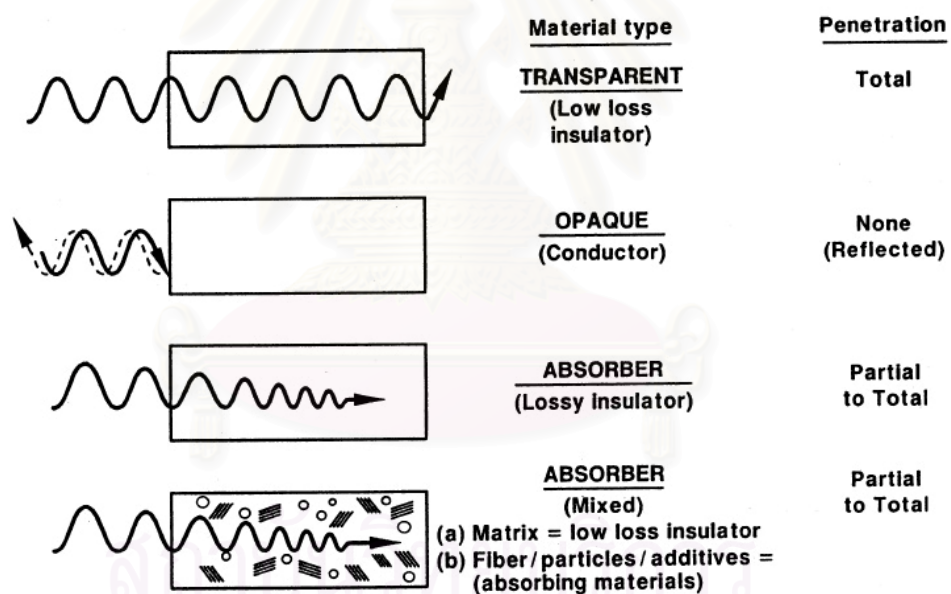 Material type Penetration
TRANSPARENT Total
(Low loss
insulator)
OPAQUE None
(Conductor) (Reflected)
ABSORBER Partial
(Lossy insulator) to Total
ABSORBER Partial
(Mixed) to Total
(a) Matrix = low loss insulator
(b) Fiber/particles/additives =
(absorbing materials)